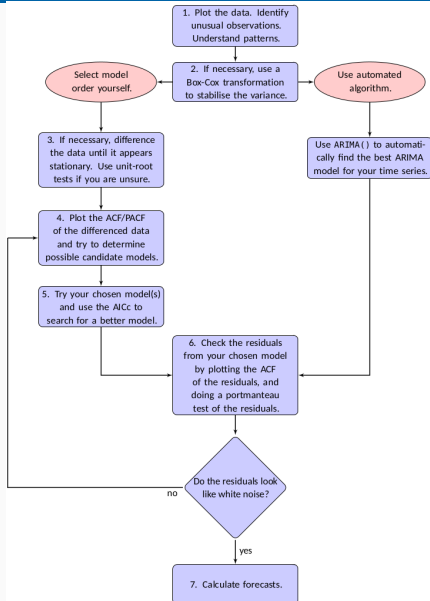 1. Plot the data. Identify
unusual observations.
Understand patterns.
Select model
order yourself.
2. If necessary, use a
Box-Cox transformation
to stabilise the variance.
Use automated
algorithm.
3. If necessary, difference
the data until it appears
stationary. Use unit-root
tests if you are unsure.
Use ARIMA() to automati-
cally find the best ARIMA
model for your time series.
4. Plot the ACF/PACF
of the differenced data
and try to determine
possible candidate models.
5. Try your chosen model(s)
and use the AICc to
search for a better model.
6. Check the residuals
from your chosen model
by plotting the ACF
of the residuals, and
doing a portmanteau
test of the residuals.
Do the residuals look
like white noise?
no
yes
7. Calculate forecasts.